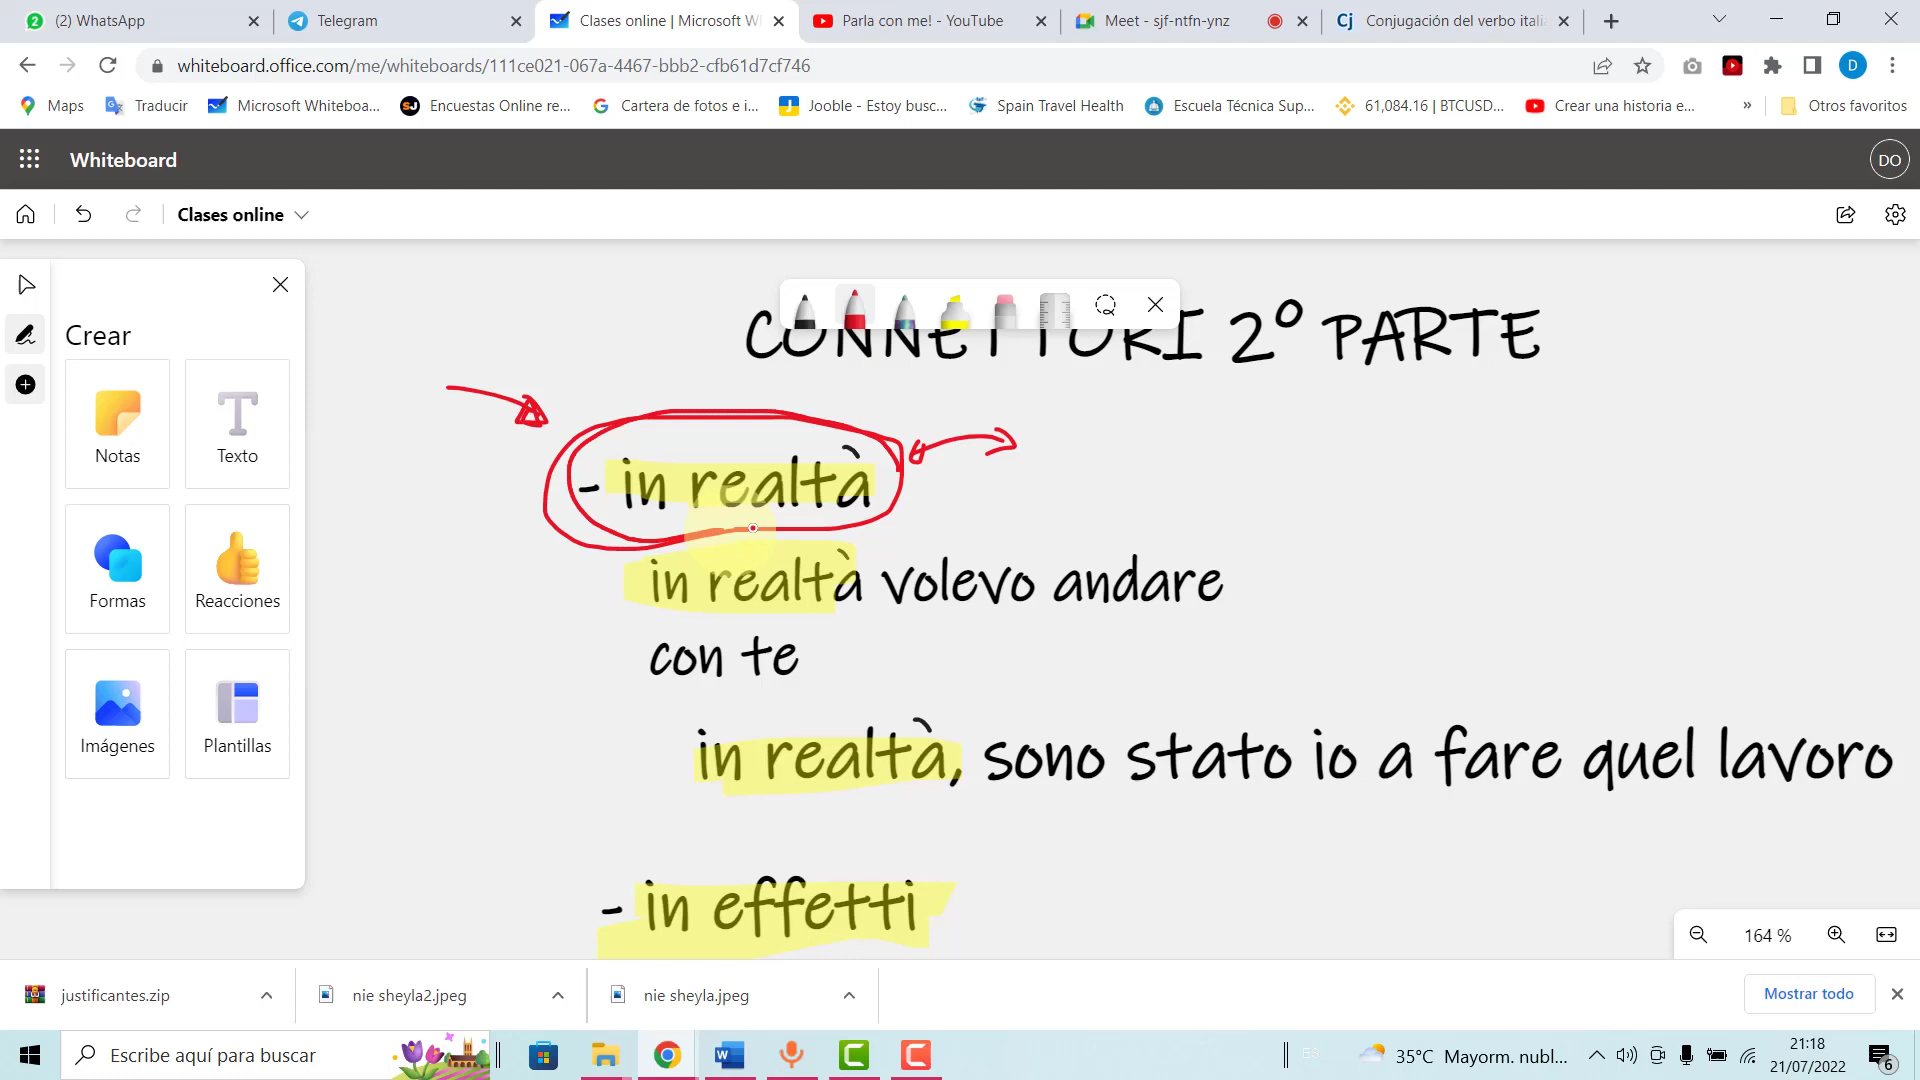 (2) WhatsApp
Telegram
Clases online | Microsoft W
Parla con me! - YouTube
Meet - sjf-ntfn-ynz
Cj Conjugación del verbo itali
whiteboard.office.com/me/whiteboards/111ce021-067a-4467-bbb2-cfb61d7cf746
D
Maps
Traducir
Microsoft Whiteboa...
SJ Encuestas Online re...
Cartera de fotos e i...
Jooble - Estoy busc...
Spain Travel Health
Escuela Técnica Sup...
61,084.16 | BTCUSD...
Crear una historia e...
»
Otros favoritos
Whiteboard
DO
Clases online
Crear
Notas
Texto
Formas
Reacciones
Imágenes
Plantillas
CONNETTORI 2º PARTE
- in realtà
in realtà volevo andare
con te
in realtà, sono stato io a fare quel lavoro
- in effetti
164 %
justificantes.zip
nie sheyla2.jpeg
nie sheyla.jpeg
Mostrar todo
Escribe aquí para buscar
35°C Mayorm. nubl...
21:18
21/07/2022
6